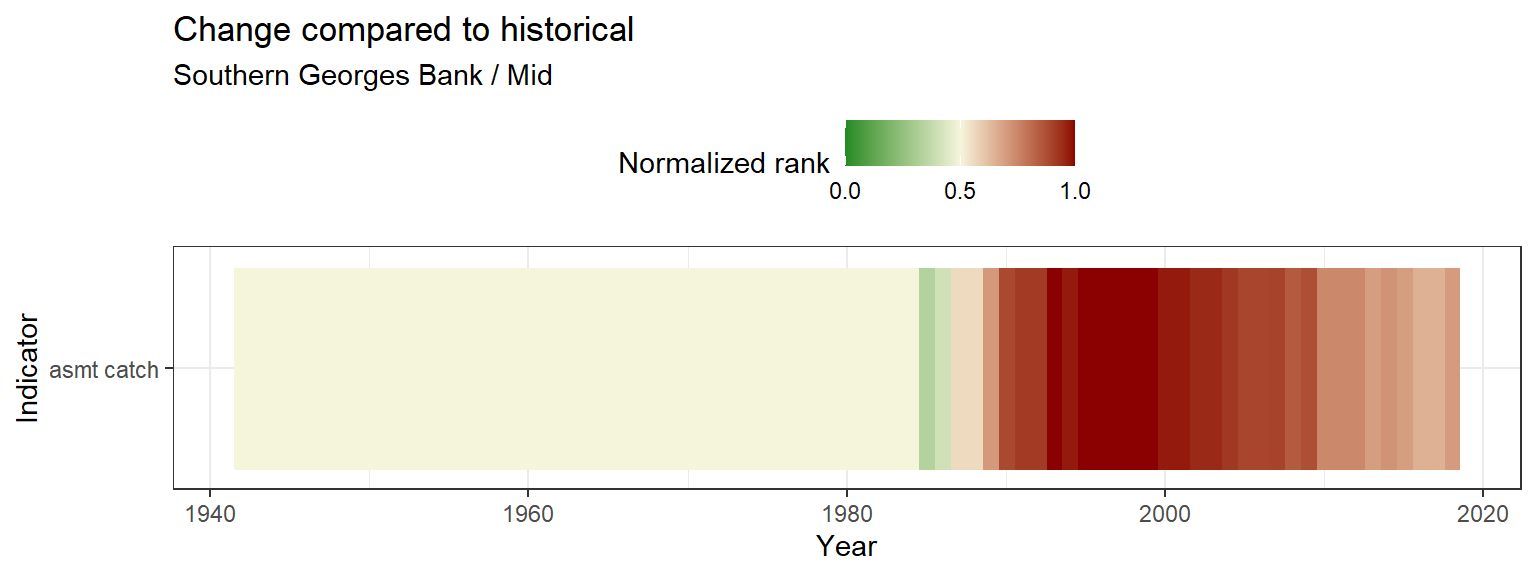 Change compared to historical
Southern Georges Bank / Mid
Normalized rank
0.0 0.5 1.0
Indicator
asmt catch
1940 1960 1980 2000 2020
Year